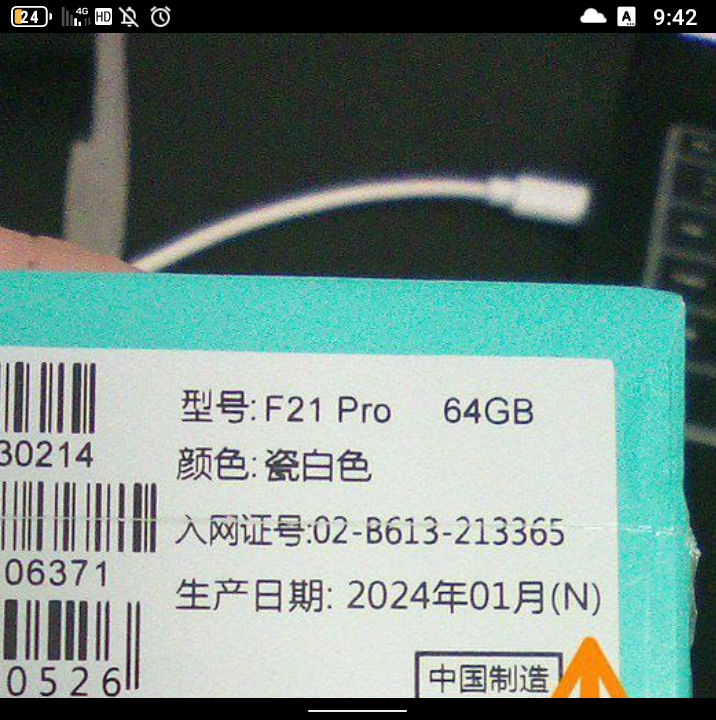 24 4G HD A 9:42
型号: F21 Pro 64GB
30214
颜色: 瓷白色
入网证号:02-B613-213365
06371
生产日期: 2024年01月(N)
0526
中国制造